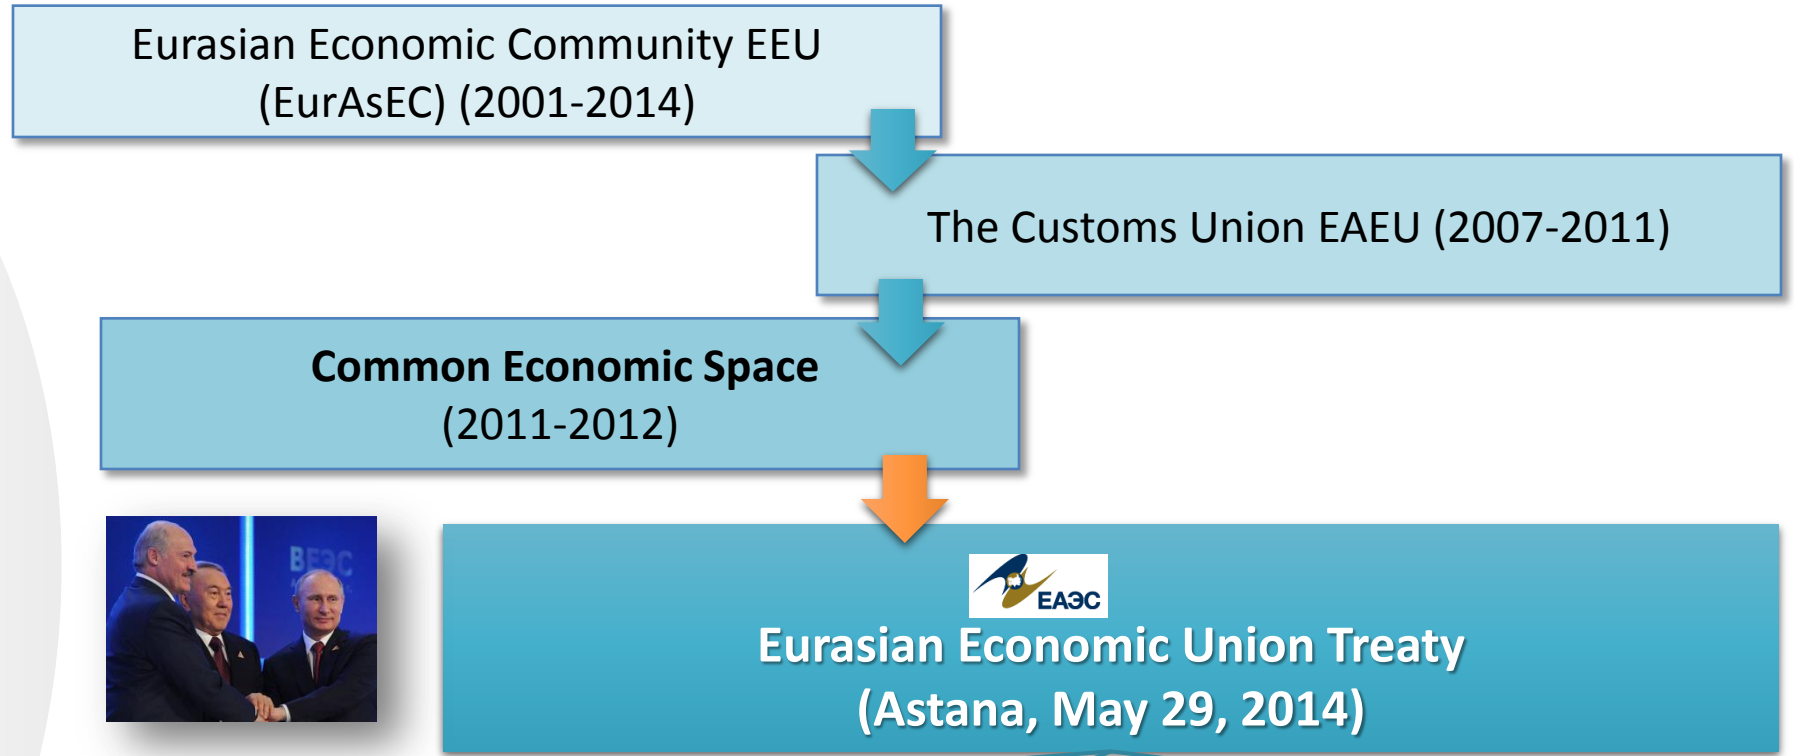 Eurasian Economic Community EEU
(EurAsEC) (2001-2014)
The Customs Union EAEU (2007-2011)
Common Economic Space
(2011-2012)
ВЕЭС
ЕАЭС
Eurasian Economic Union Treaty
(Astana, May 29, 2014)